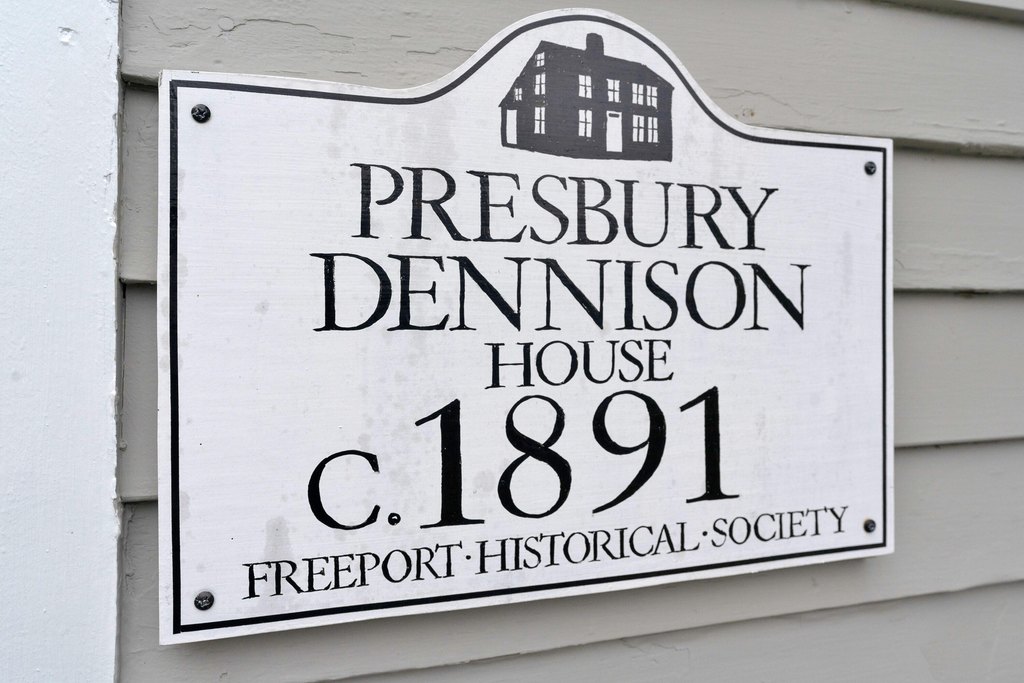 PRESBURY
DENNISON
HOUSE
c.1891
FREEPORT·HISTORICAL·SOCIETY